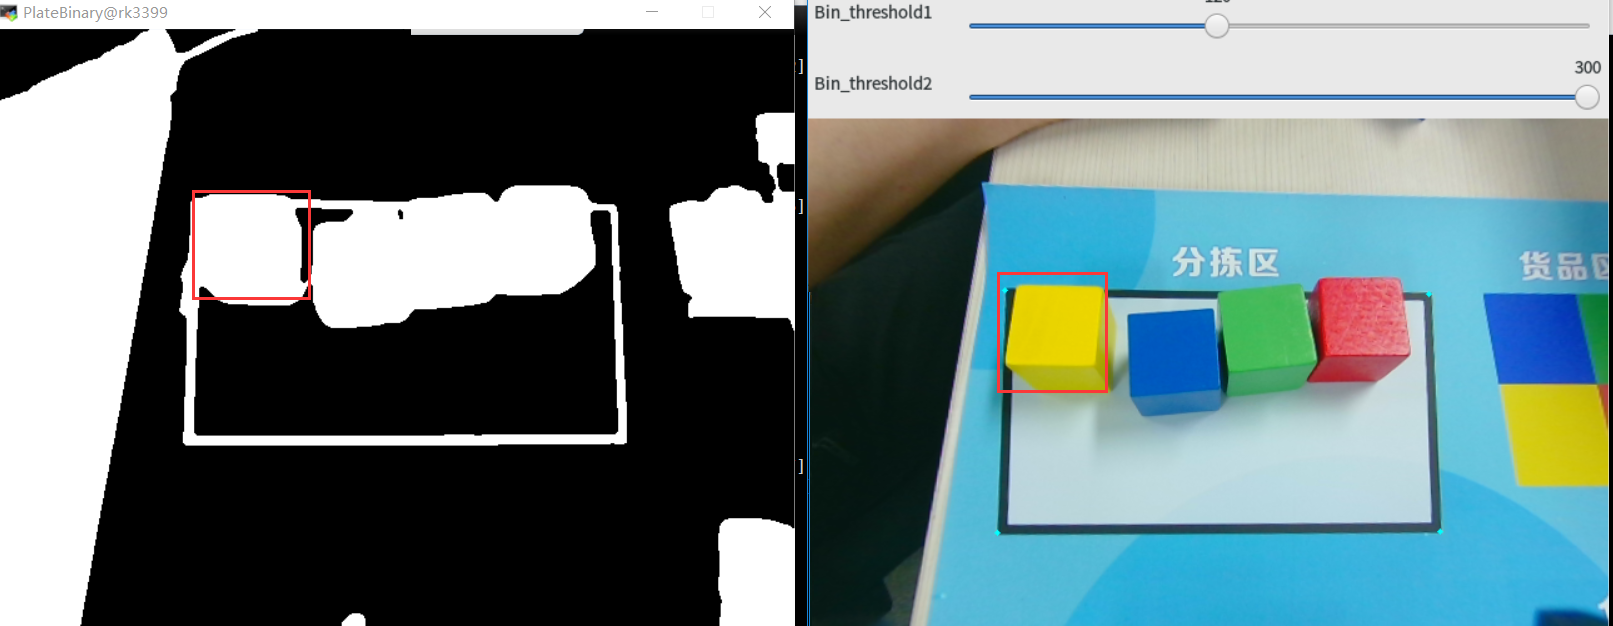 PlateBinary@rk3399
Bin_threshold1
300
Bin_threshold2
]
]
]
分拣区
货品区